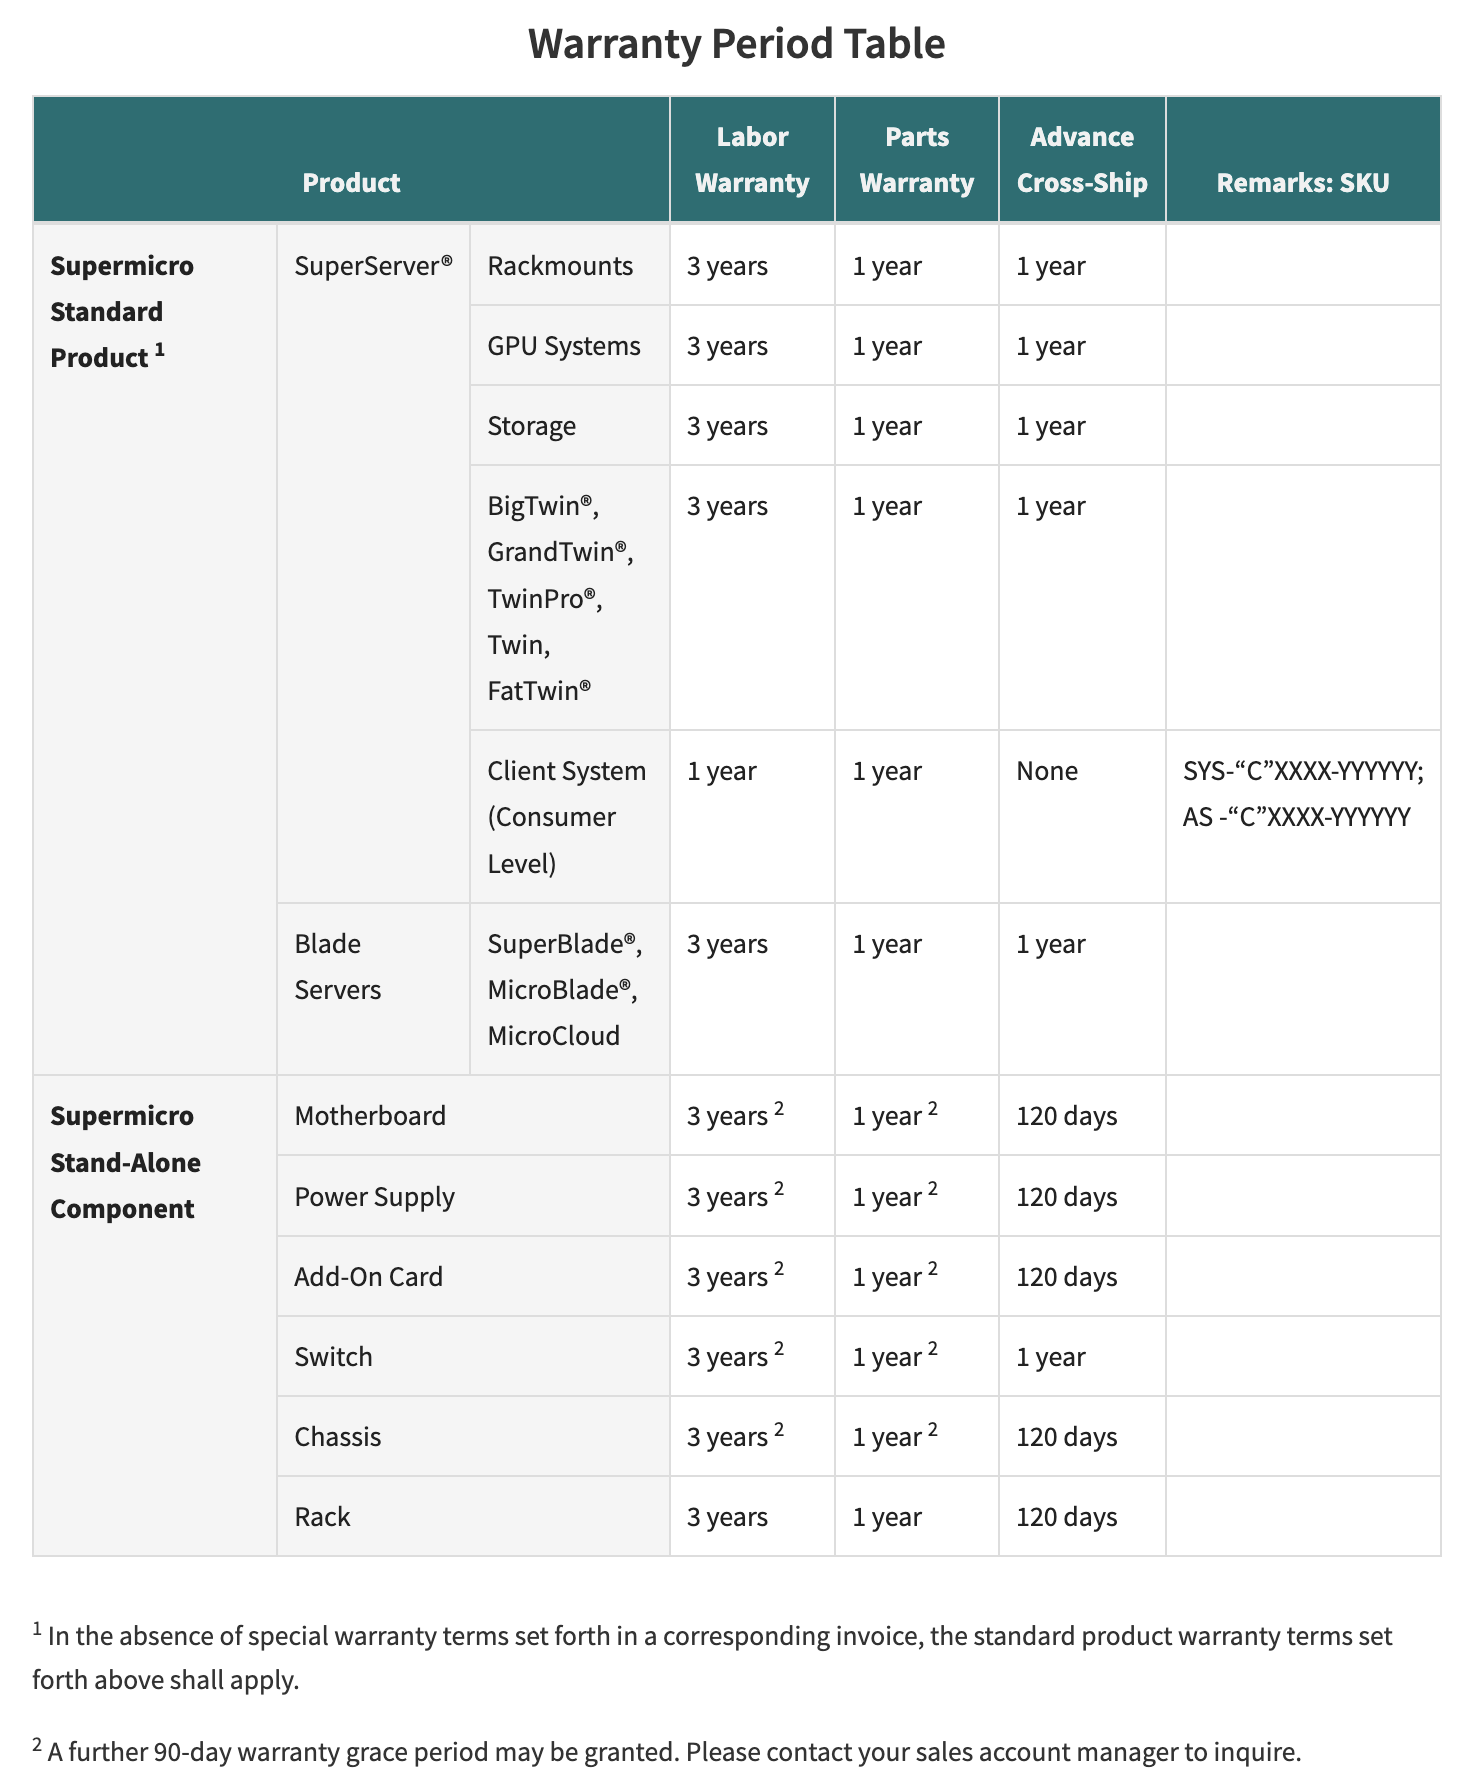 Warranty Period Table
Product
Labor
Warranty
Parts
Warranty
Advance
Cross-Ship
Remarks: SKU
Supermicro
Standard
Product ¹
SuperServer®
Rackmounts
3 years
1 year
1 year
GPU Systems
3 years
1 year
1 year
Storage
3 years
1 year
1 year
BigTwin®,
GrandTwin®,
TwinPro®,
Twin,
FatTwin®
3 years
1 year
1 year
Client System
(Consumer
Level)
1 year
1 year
None
SYS-“C”XXXX-YYYYYY;
AS -“C”XXXX-YYYYYY
Blade
Servers
SuperBlade®,
MicroBlade®,
MicroCloud
3 years
1 year
1 year
Supermicro
Stand-Alone
Component
Motherboard
3 years ²
1 year ²
120 days
Power Supply
3 years ²
1 year ²
120 days
Add-On Card
3 years ²
1 year ²
120 days
Switch
3 years ²
1 year ²
1 year
Chassis
3 years ²
1 year ²
120 days
Rack
3 years
1 year
120 days
¹ In the absence of special warranty terms set forth in a corresponding invoice, the standard product warranty terms set
forth above shall apply.
² A further 90-day warranty grace period may be granted. Please contact your sales account manager to inquire.